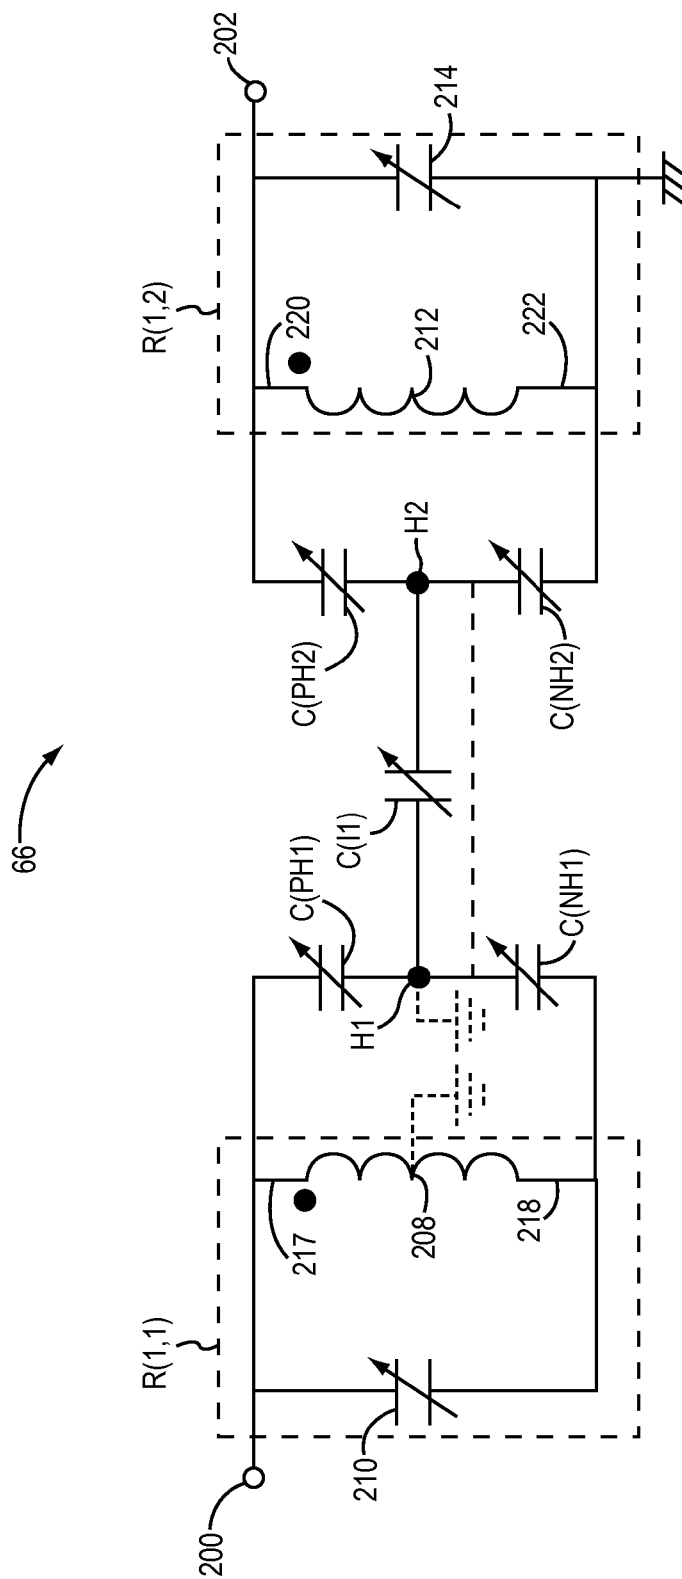 66
200
R(1,1)
217
208
218
210
H1
C(PH1)
C(NH1)
C(I1)
C(PH2)
H2
C(NH2)
R(1,2)
220
212
222
214
202